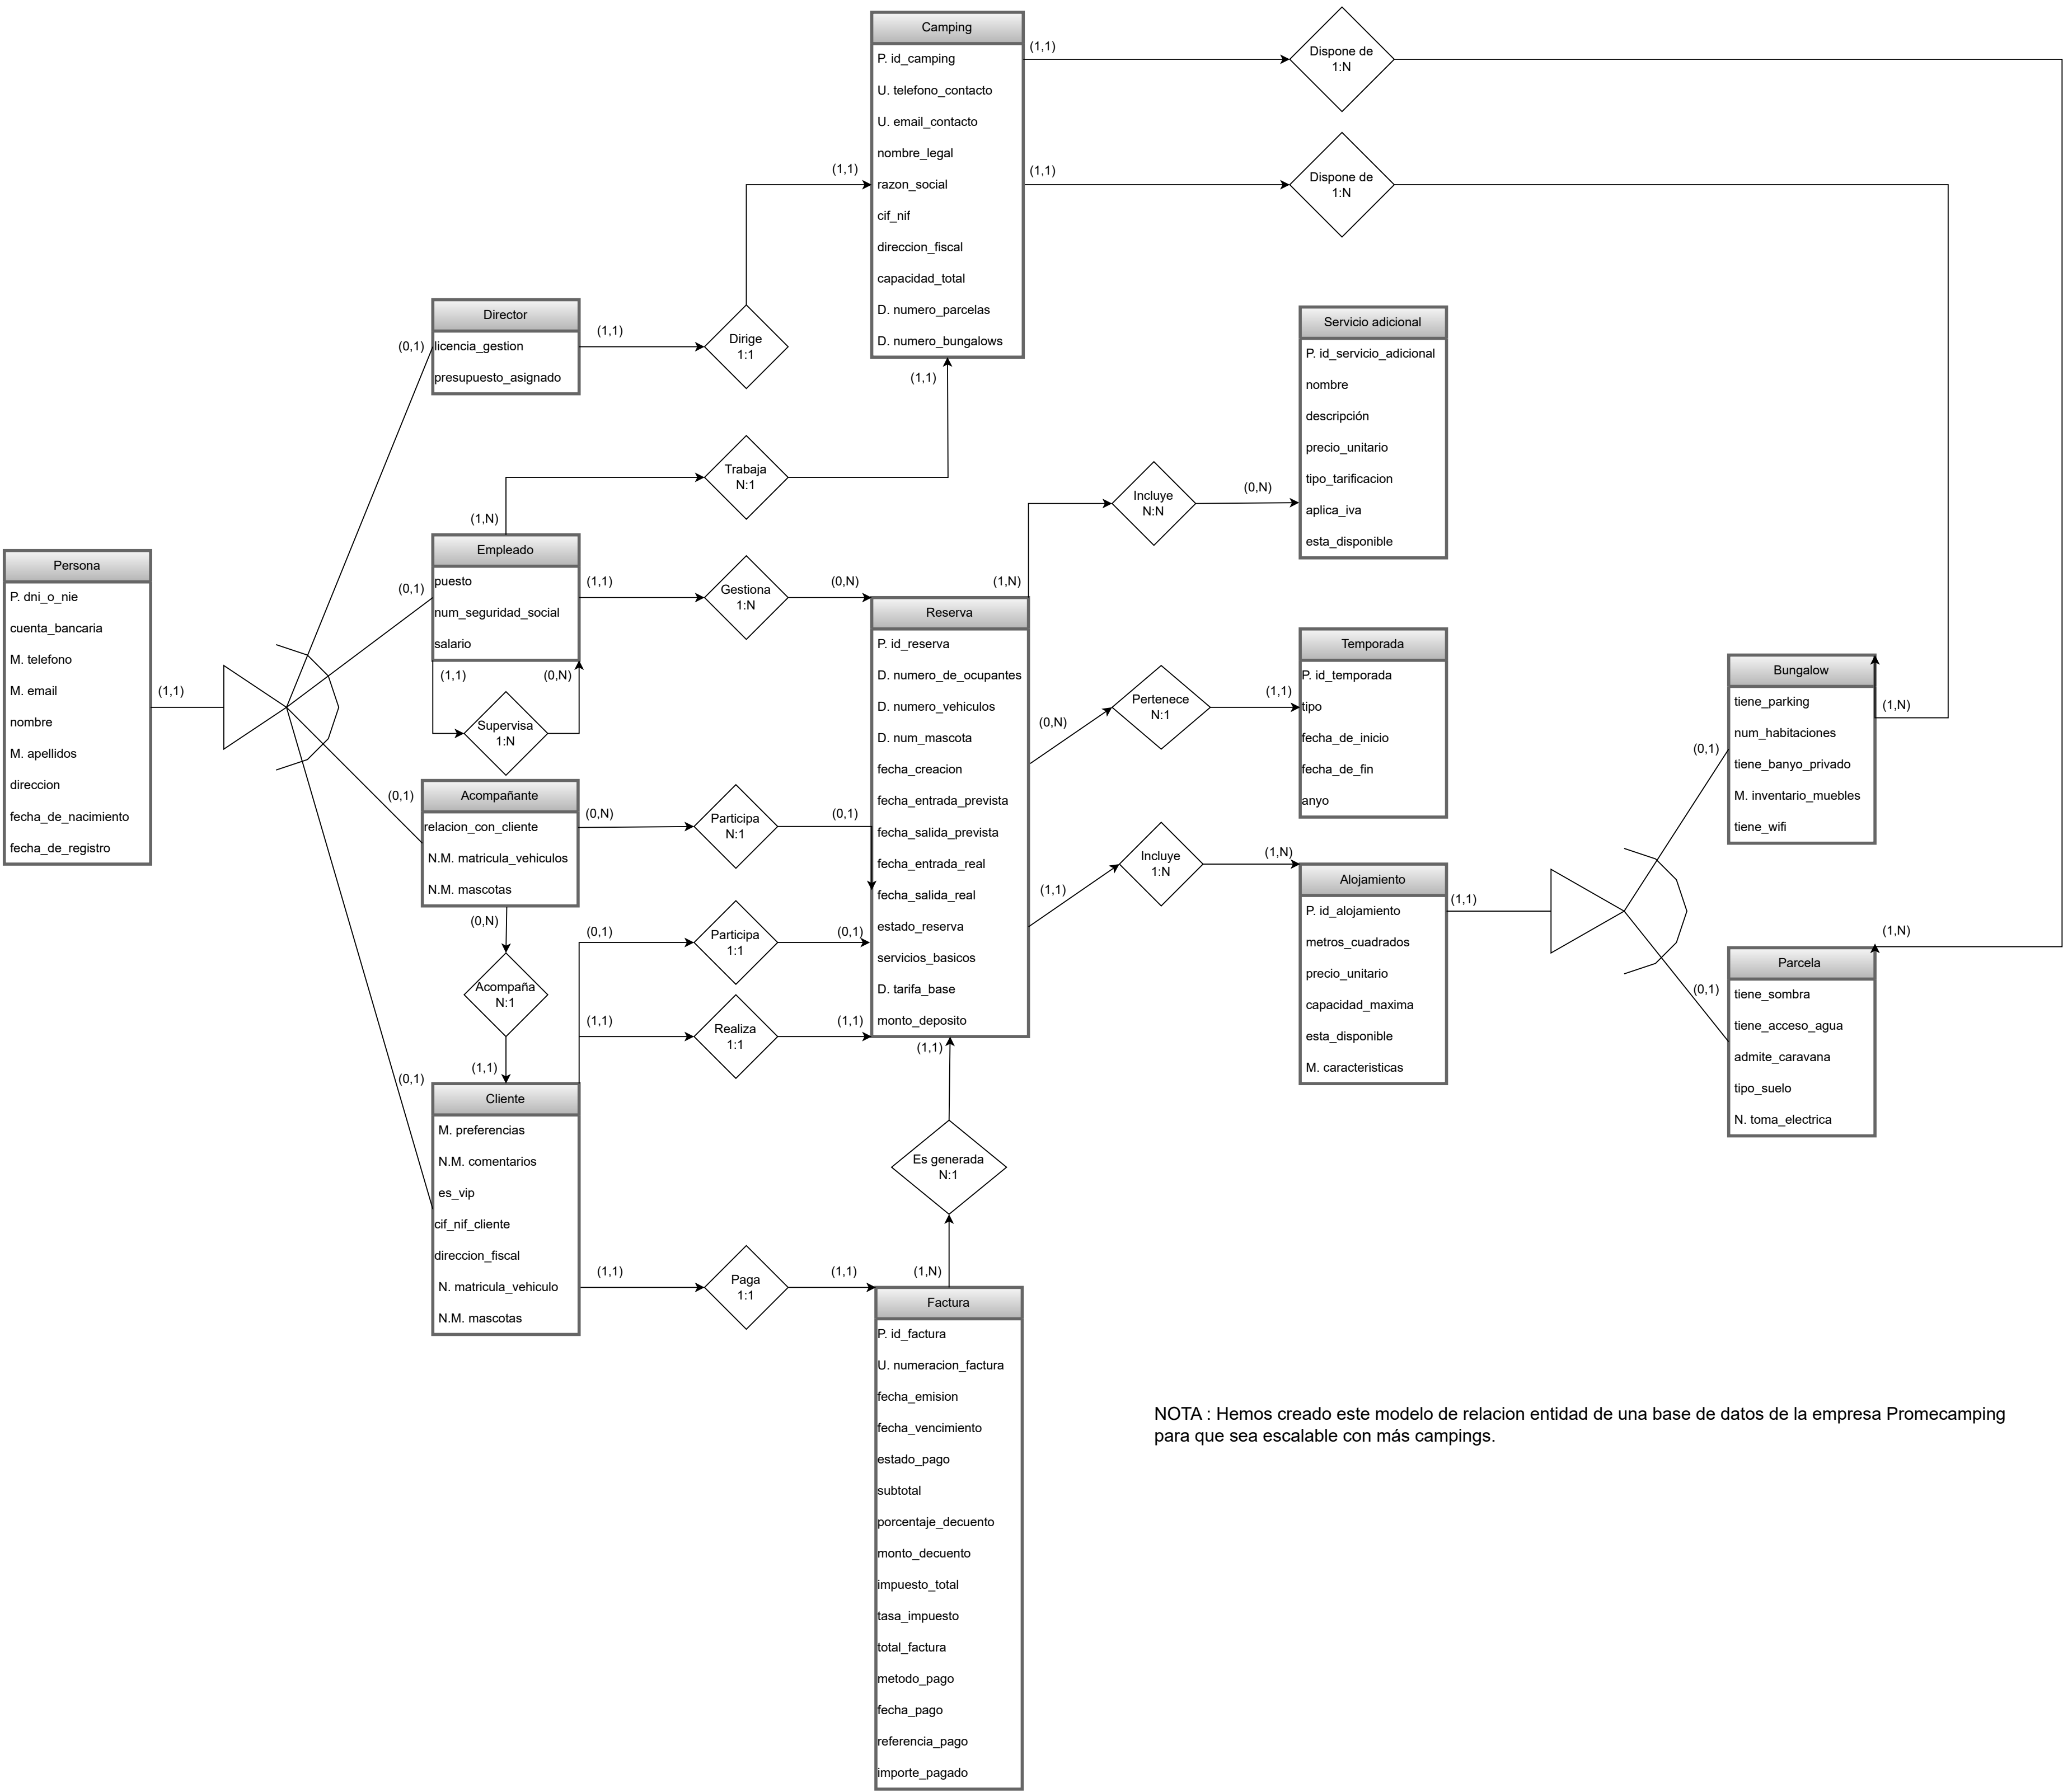 Camping
P. id_camping
U. telefono_contacto
U. email_contacto
nombre_legal
razon_social
cif_nif
direccion_fiscal
capacidad_total
D. numero_parcelas
D. numero_bungalows
(1,1)
Dispone de
1:N
(1,1)
Dispone de
1:N
(1,1)
(1,1)
Director
licencia_gestion
presupuesto_asignado
(0,1)
(1,1)
Dirige
1:1
Trabaja
N:1
(1,N)
Servicio adicional
P. id_servicio_adicional
nombre
descripción
precio_unitario
tipo_tarificacion
aplica_iva
esta_disponible
Incluye
N:N
(0,N)
(1,N)
Persona
P. dni_o_nie
cuenta_bancaria
M. telefono
M. email
nombre
M. apellidos
direccion
fecha_de_nacimiento
fecha_de_registro
(1,1)
Empleado
puesto
num_seguridad_social
salario
(0,1)
(1,1)
Gestiona
1:N
(0,N)
(1,1)
(0,N)
Supervisa
1:N
Reserva
P. id_reserva
D. numero_de_ocupantes
D. numero_vehiculos
D. num_mascota
fecha_creacion
fecha_entrada_prevista
fecha_salida_prevista
fecha_entrada_real
fecha_salida_real
estado_reserva
servicios_basicos
D. tarifa_base
monto_deposito
Temporada
P. id_temporada
tipo
fecha_de_inicio
fecha_de_fin
anyo
(0,N)
Pertenece
N:1
(1,1)
Bungalow
tiene_parking
num_habitaciones
tiene_banyo_privado
M. inventario_muebles
tiene_wifi
(1,N)
(0,1)
Acompañante
relacion_con_cliente
N.M. matricula_vehiculos
N.M. mascotas
(0,1)
(0,N)
Participa
N:1
(0,1)
(1,1)
Incluye
1:N
(1,N)
Alojamiento
P. id_alojamiento
metros_cuadrados
precio_unitario
capacidad_maxima
esta_disponible
M. caracteristicas
(1,1)
(0,N)
Acompaña
N:1
(1,1)
(0,1)
Participa
1:1
(0,1)
(1,1)
Realiza
1:1
(1,1)
(1,N)
Parcela
tiene_sombra
tiene_acceso_agua
admite_caravana
tipo_suelo
N. toma_electrica
(0,1)
(0,1)
Cliente
M. preferencias
N.M. comentarios
es_vip
cif_nif_cliente
direccion_fiscal
N. matricula_vehiculo
N.M. mascotas
(1,1)
Es generada
N:1
(1,N)
(1,1)
Paga
1:1
(1,1)
Factura
P. id_factura
U. numeracion_factura
fecha_emision
fecha_vencimiento
estado_pago
subtotal
porcentaje_decuento
monto_decuento
impuesto_total
tasa_impuesto
total_factura
metodo_pago
fecha_pago
referencia_pago
importe_pagado
NOTA : Hemos creado este modelo de relacion entidad de una base de datos de la empresa Promecamping
para que sea escalable con más campings.